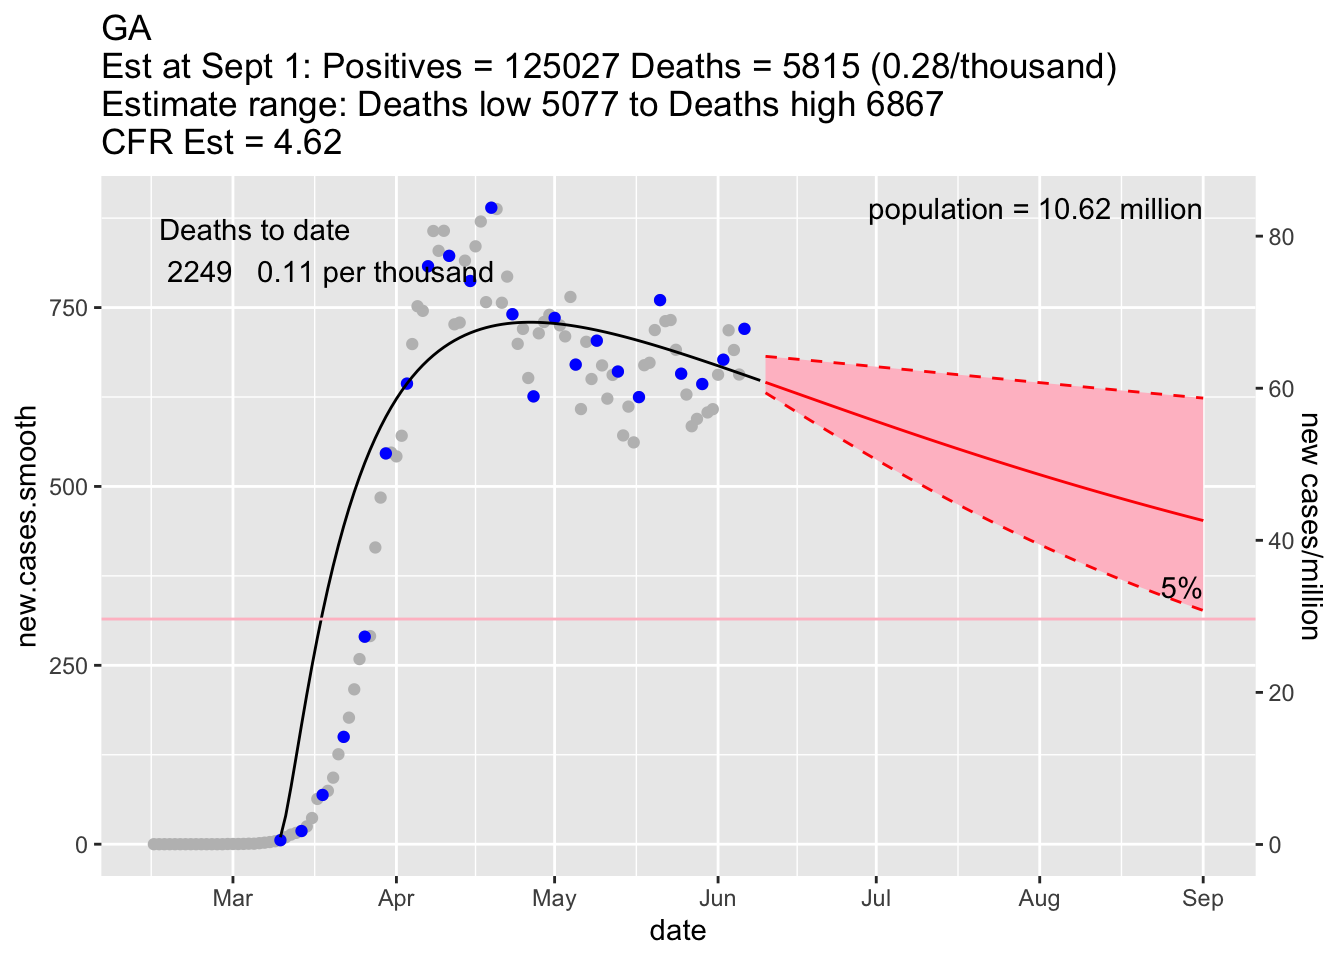 GA
Est at Sept 1: Positives = 125027 Deaths = 5815 (0.28/thousand)
Estimate range: Deaths low 5077 to Deaths high 6867
CFR Est = 4.62
Deaths to date
2249 0.11 per thousand
population = 10.62 million
750
500
250
0
new.cases.smooth
80
60
40
20
0
new cases/million
5%
Mar Apr May Jun Jul Aug Sep
date